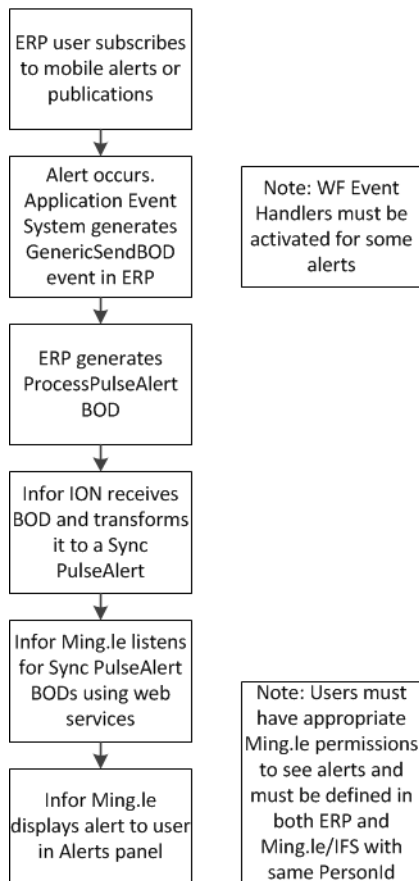 ERP user subscribes
to mobile alerts or
publications
Alert occurs.
Application Event
System generates
GenericSendBOD
event in ERP
Note: WF Event
Handlers must be
activated for some
alerts
ERP generates
ProcessPulseAlert
BOD
Infor ION receives
BOD and transforms
it to a Sync
PulseAlert
Infor Ming.le listens
for Sync PulseAlert
BODs using web
services
Infor Ming.le
displays alert to user
in Alerts panel
Note: Users must
have appropriate
Ming.le permissions
to see alerts and
must be defined in
both ERP and
Ming.le/IFS with
same PersonId